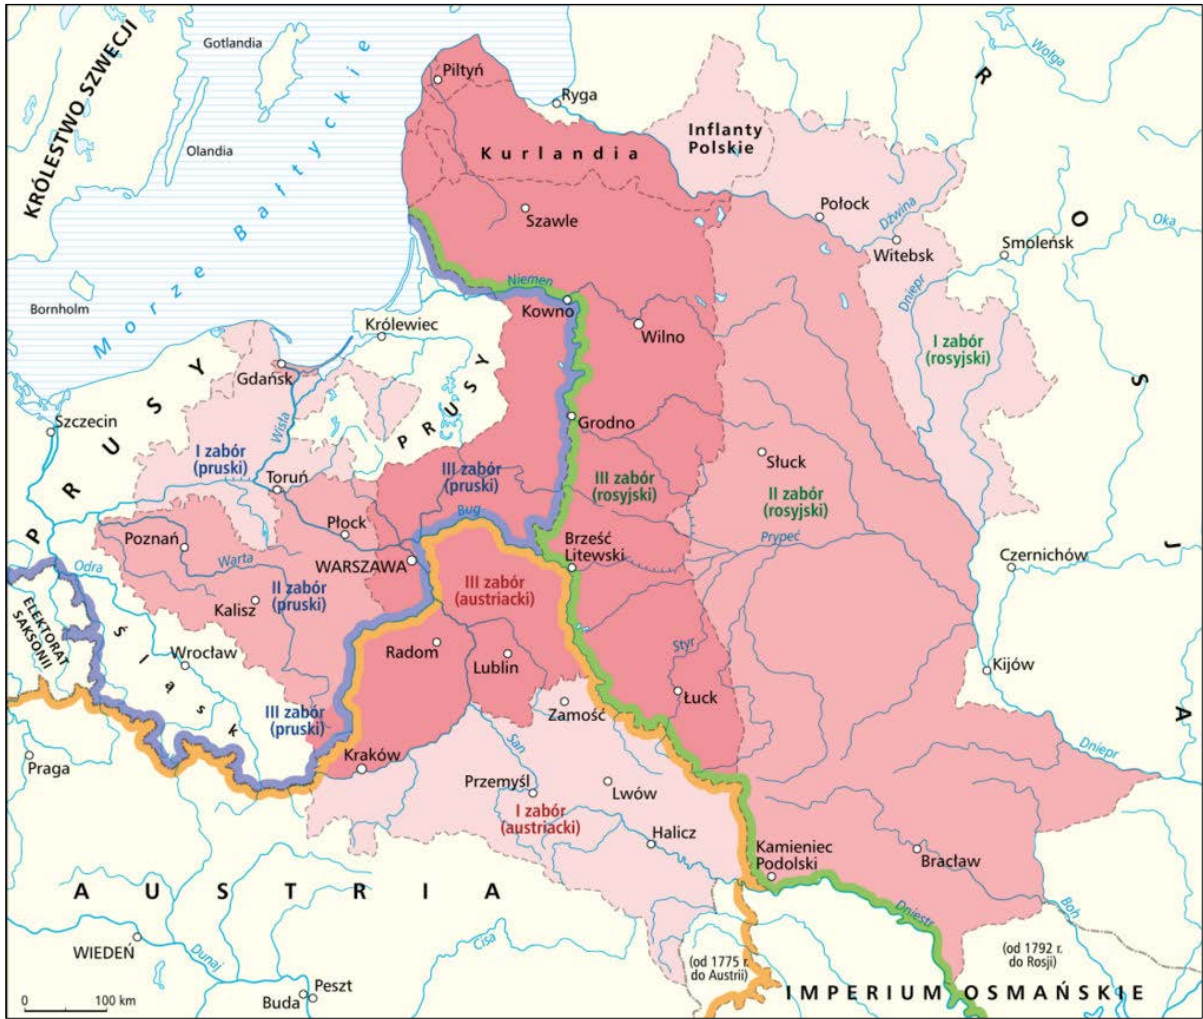 KRÓLESTWO SZWECJI
Gotlandia
Olandia
Bornholm
Morze Bałtyckie
Piltyń
Ryga
Kurlandia
Inflanty
Polskie
Szawle
Połock
Dźwina
Witebsk
Smoleńsk
Wołga
Oka
ROSJA
Dniepr
I zabór
(rosyjski)
Niemen
Kowno
Wilno
Królewiec
Gdańsk
PRUSY
PRUSY
Szczecin
Wisła
I zabór
(pruski)
Toruń
Grodno
III zabór
(pruski)
III zabór
(rosyjski)
Słuck
II zabór
(rosyjski)
Płock
Bug
Poznań
Warta
WARSZAWA
Brześć
Litewski
Prypeć
Czernichów
Odra
ELEKTORAT
SAKSONII
Śląsk
Kalisz
II zabór
(pruski)
III zabór
(austriacki)
Wrocław
Radom
Lublin
Styr
Łuck
Kijów
III zabór
(pruski)
Zamość
Praga
Kraków
San
Dniepr
Przemyśl
Lwów
I zabór
(austriacki)
Halicz
Kamieniec
Podolski
Bracław
AUSTRIA
Dniestr
Boh
WIEDEŃ
Dunaj
Cisa
(od 1775 r.
do Austrii)
(od 1792 r.
do Rosji)
Buda
Peszt
IMPERIUM OSMAŃSKIE
0 100 km